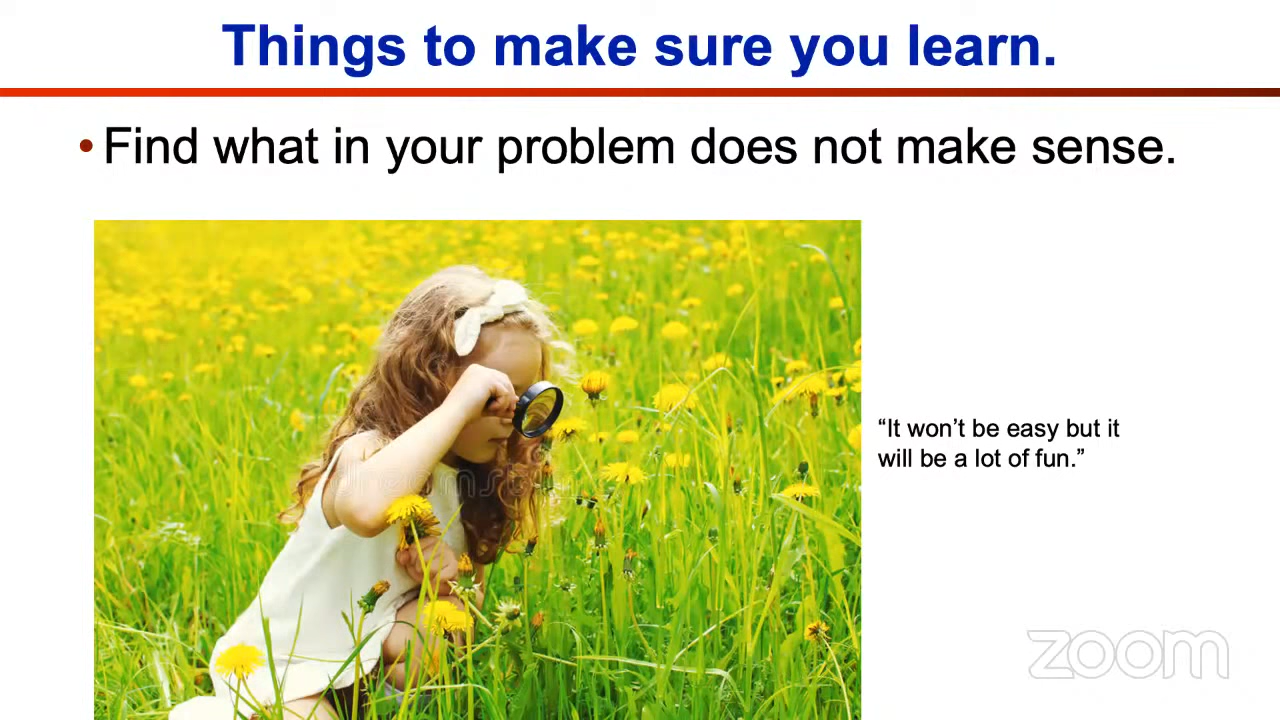 Things to make sure you learn.
• Find what in your problem does not make sense.
“It won’t be easy but it
will be a lot of fun.”
dreamstime
zoom